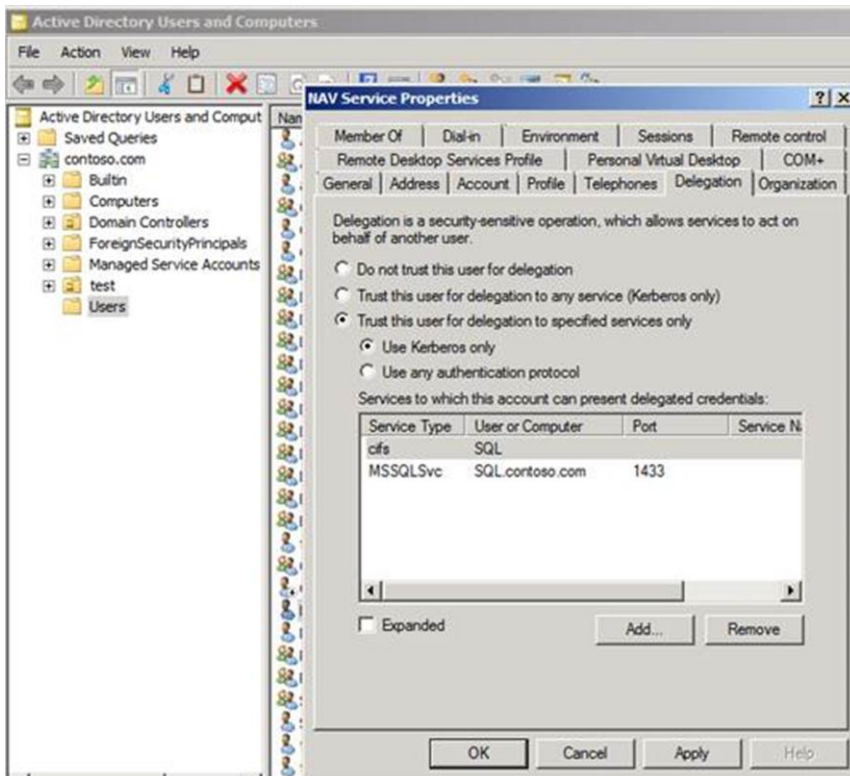 Active Directory Users and Computers
File Action View Help
Active Directory Users and Comput
Saved Queries
contoso.com
Builtin
Computers
Domain Controllers
ForeignSecurityPrincipals
Managed Service Accounts
test
Users
NAV Service Properties
Member Of Dial-in Environment Sessions Remote control
Remote Desktop Services Profile Personal Virtual Desktop COM+
General Address Account Profile Telephones Delegation Organization
Delegation is a security-sensitive operation, which allows services to act on
behalf of another user.
Do not trust this user for delegation
Trust this user for delegation to any service (Kerberos only)
Trust this user for delegation to specified services only
Use Kerberos only
Use any authentication protocol
Services to which this account can present delegated credentials:
Service Type User or Computer Port Service N
cifs SQL
MSSQLSvc SQL.contoso.com 1433
Expanded
Add... Remove
OK Cancel Apply Help